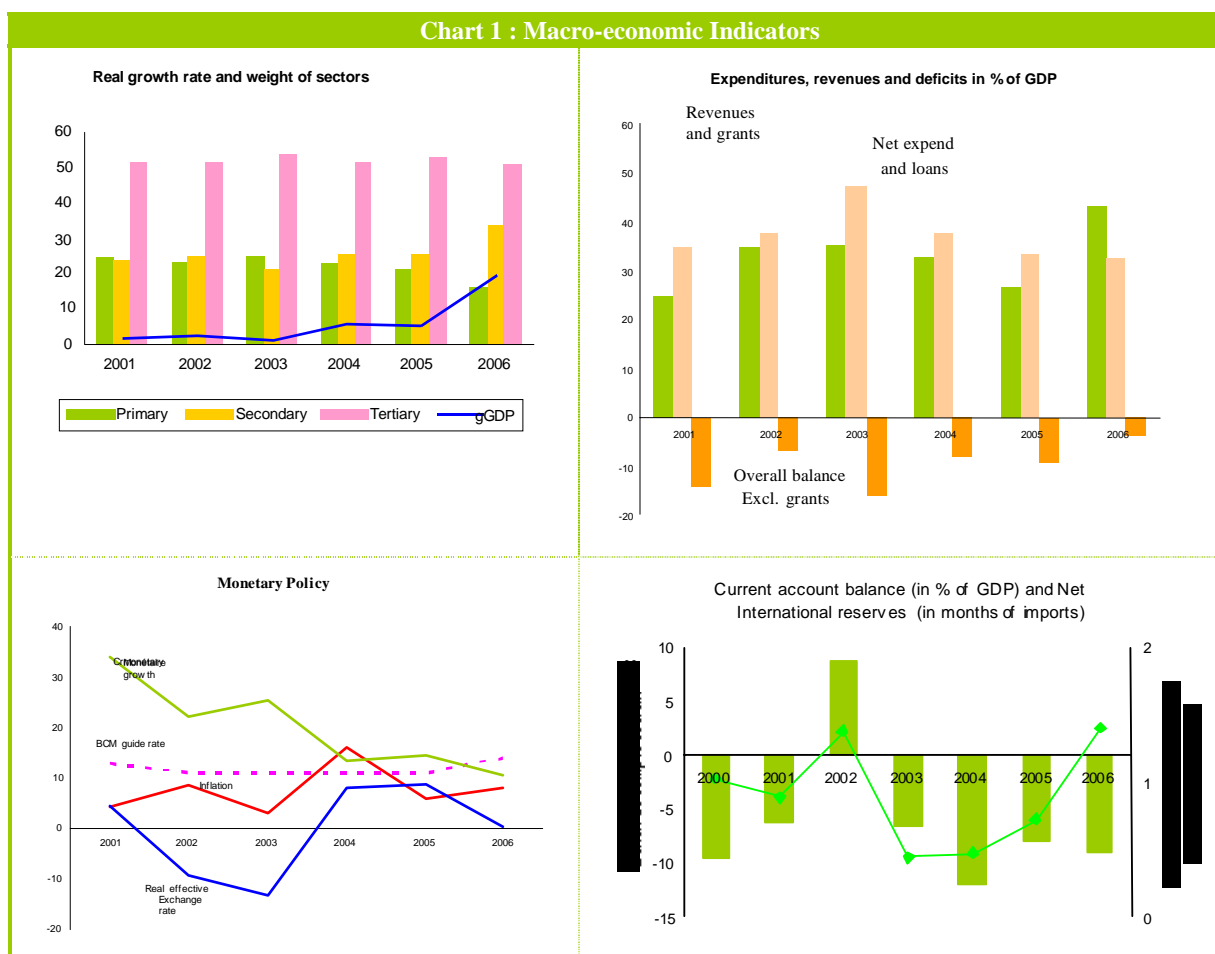 Chart 1 : Macro-economic Indicators
Real growth rate and weight of sectors
60
50
40
30
20
10
0
2001 2002 2003 2004 2005 2006
Primary Secondary Tertiary gGDP
Expenditures, revenues and deficits in % of GDP
Revenues
and grants
Net expend
and loans
60
50
40
30
20
10
0
-10
-20
2001 2002 2003 2004 2005 2006
Overall balance
Excl. grants
Monetary Policy
40
30
20
10
0
-10
-20
growth
BCM guide rate
Inflation
2001 2002 2003 2004 2005 2006
Real effective
Exchange
rate
Current account balance (in % of GDP) and Net
International reserves (in months of imports)
10
5
0
-5
-10
-15
2000 2001 2002 2003 2004 2005 2006
2
1
0